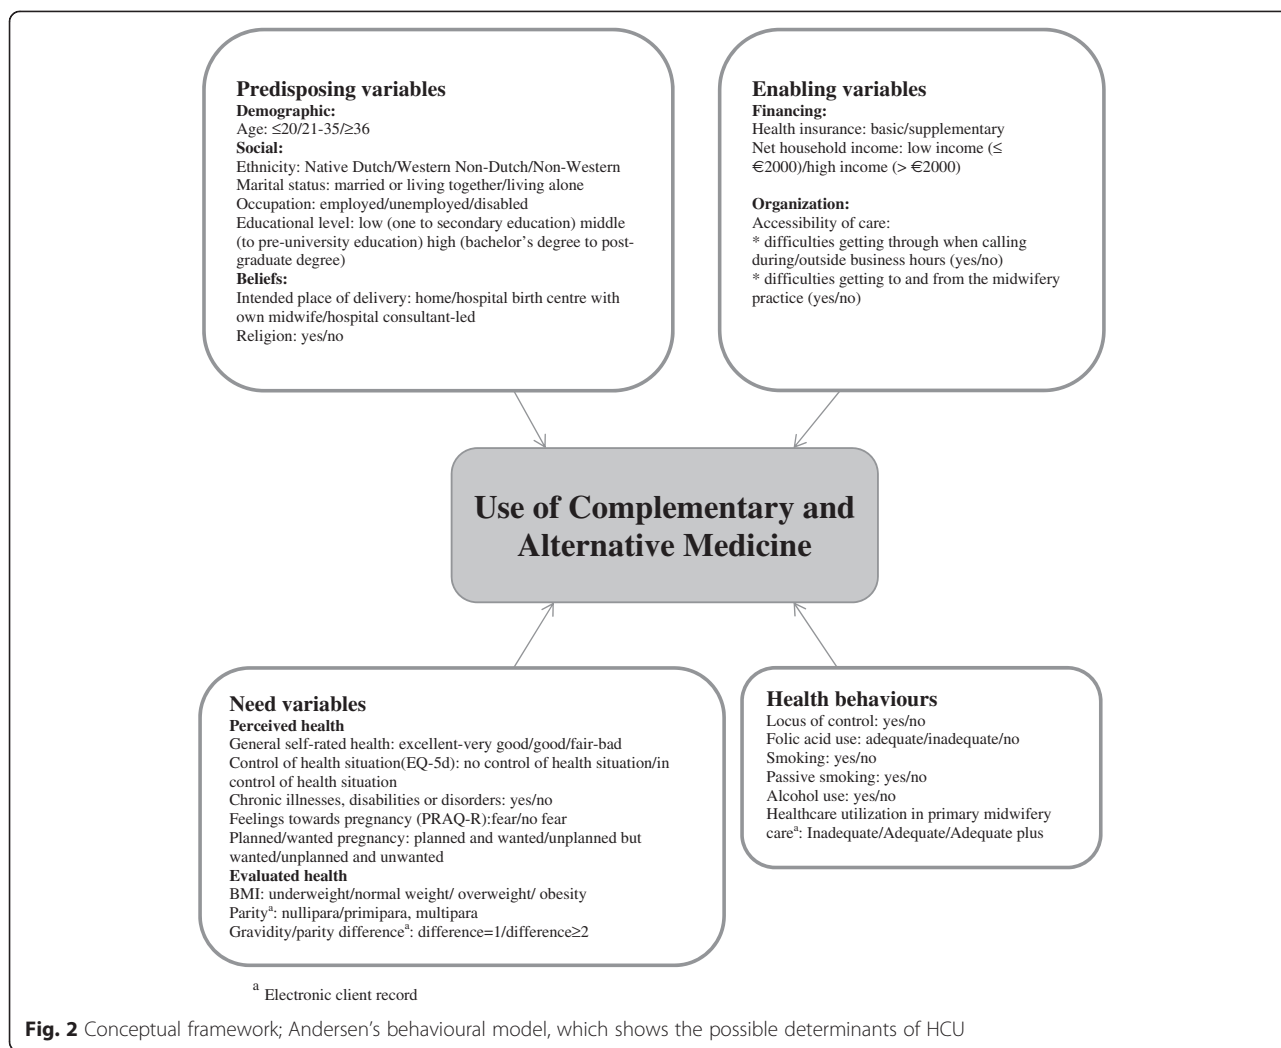 Predisposing variables
Demographic:
Age: ≤20/21-35/≥36
Social:
Ethnicity: Native Dutch/Western Non-Dutch/Non-Western
Marital status: married or living together/living alone
Occupation: employed/unemployed/disabled
Educational level: low (one to secondary education) middle
(to pre-university education) high (bachelor's degree to post-
graduate degree)
Beliefs:
Intended place of delivery: home/hospital birth centre with
own midwife/hospital consultant-led
Religion: yes/no
Enabling variables
Financing:
Health insurance: basic/supplementary
Net household income: low income (≤
€2000)/high income (> €2000)
Organization:
Accessibility of care:
* difficulties getting through when calling
during/outside business hours (yes/no)
* difficulties getting to and from the midwifery
practice (yes/no)
Use of Complementary and
Alternative Medicine
Need variables
Perceived health
General self-rated health: excellent-very good/good/fair-bad
Control of health situation(EQ-5d): no control of health situation/in
control of health situation
Chronic illnesses, disabilities or disorders: yes/no
Feelings towards pregnancy (PRAQ-R):fear/no fear
Planned/wanted pregnancy: planned and wanted/unplanned but
wanted/unplanned and unwanted
Evaluated health
BMI: underweight/normal weight/ overweight/ obesity
Parityᵃ: nullipara/primipara, multipara
Gravidity/parity differenceᵃ: difference=1/difference≥2
Health behaviours
Locus of control: yes/no
Folic acid use: adequate/inadequate/no
Smoking: yes/no
Passive smoking: yes/no
Alcohol use: yes/no
Healthcare utilization in primary midwifery
careᵃ: Inadequate/Adequate/Adequate plus
ᵃ Electronic client record
Fig. 2 Conceptual framework; Andersen's behavioural model, which shows the possible determinants of HCU